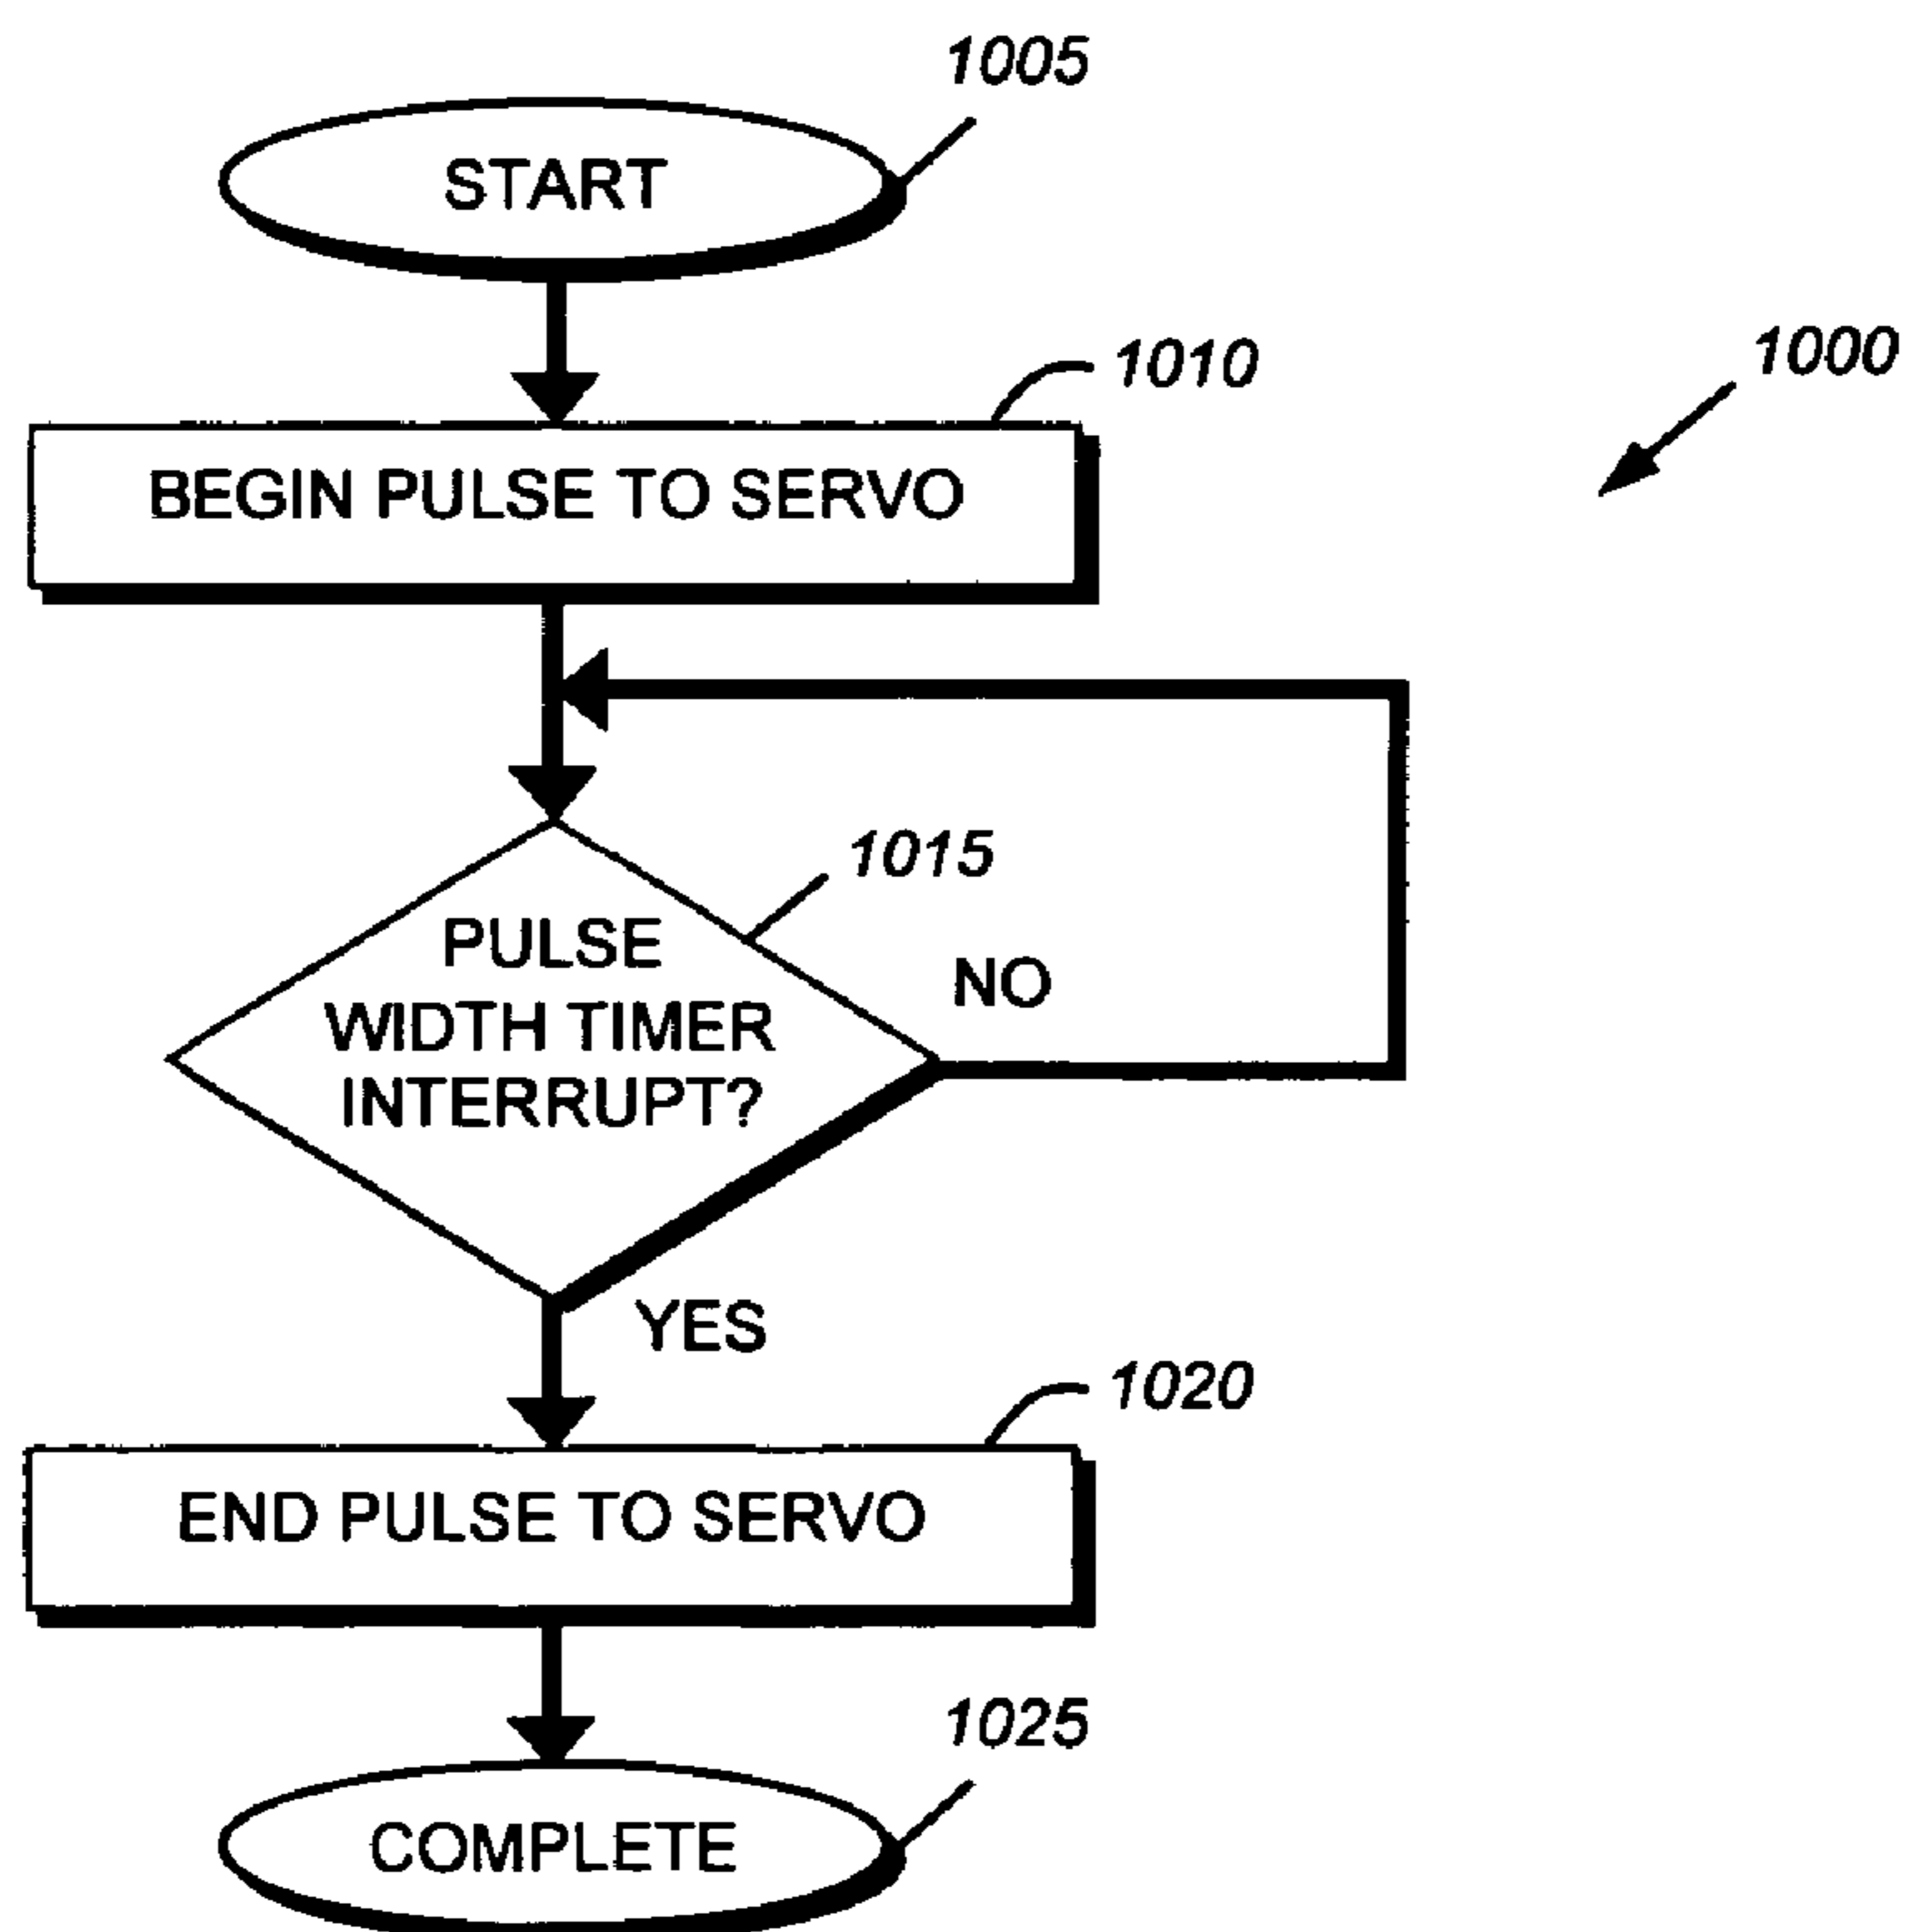 1005
START
1010
1000
BEGIN PULSE TO SERVO
1015
PULSE
WIDTH TIMER
INTERRUPT?
NO
YES
1020
END PULSE TO SERVO
1025
COMPLETE